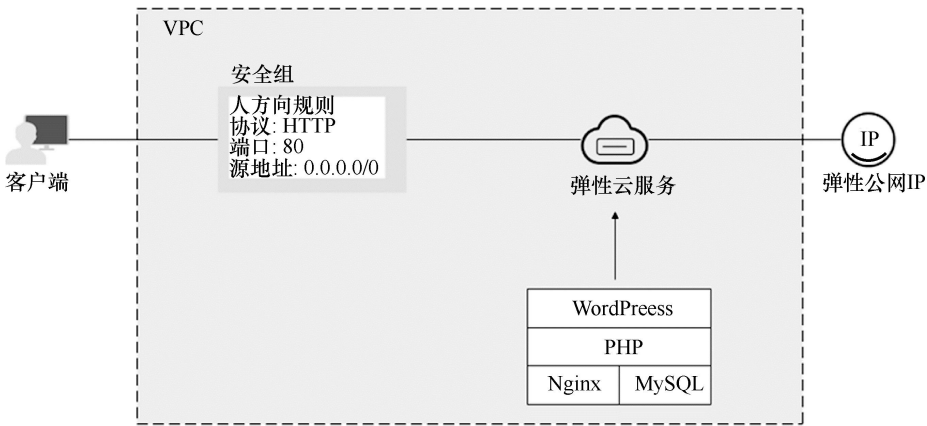 VPC
安全组
人方向规则
协议: HTTP
端口: 80
源地址: 0.0.0.0/0
客户端
弹性云服务
IP
弹性公网IP
WordPreess
PHP
Nginx
MySQL